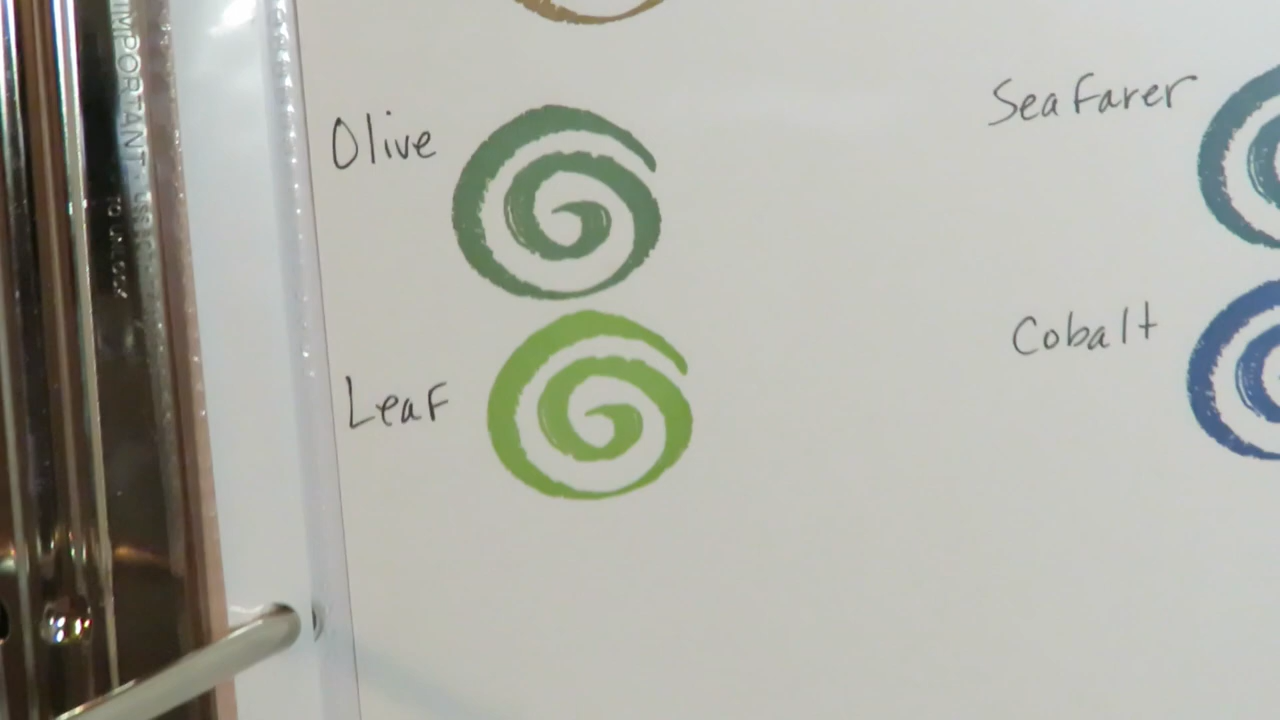 IMPORTANT
Olive
Leaf
Sea Farer
Cobalt